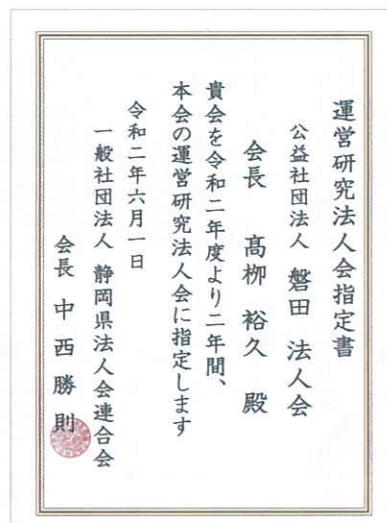 運営研究法人会指定書
公益社団法人 磐田 法人会
会長 髙柳 裕久 殿
貴会を令和二年度より二年間、
本会の運営研究法人会に指定します
令和二年六月一日
一般社団法人 静岡県法人会連合会
会長 中西勝則